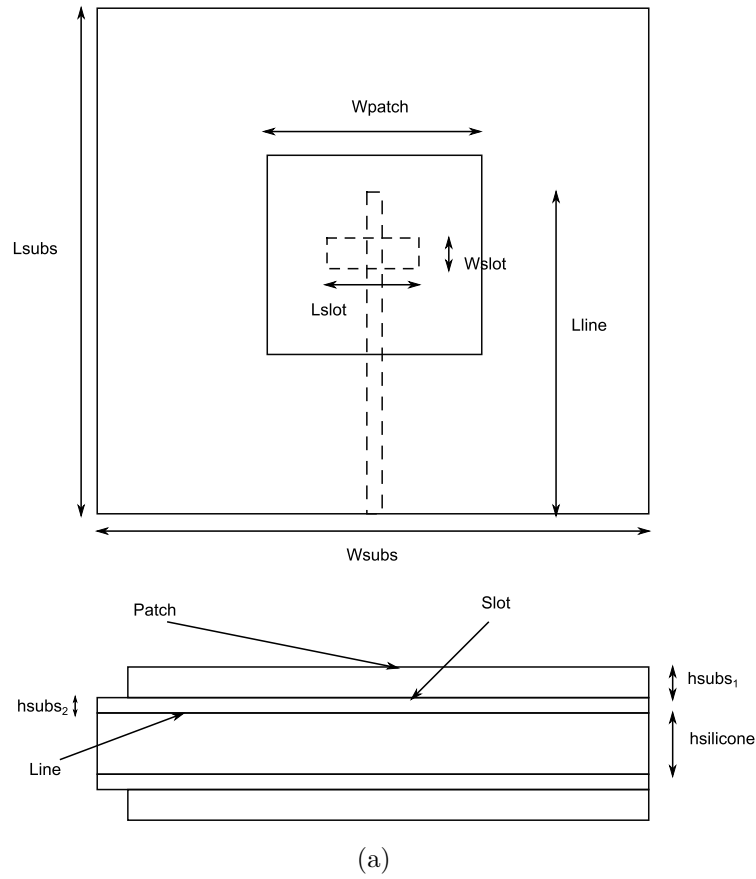 Wpatch
Lsubs
Wslot
Lslot
Lline
Wsubs
Patch
Slot
hsubs₁
hsubs₂
hsilicone
Line
(a)